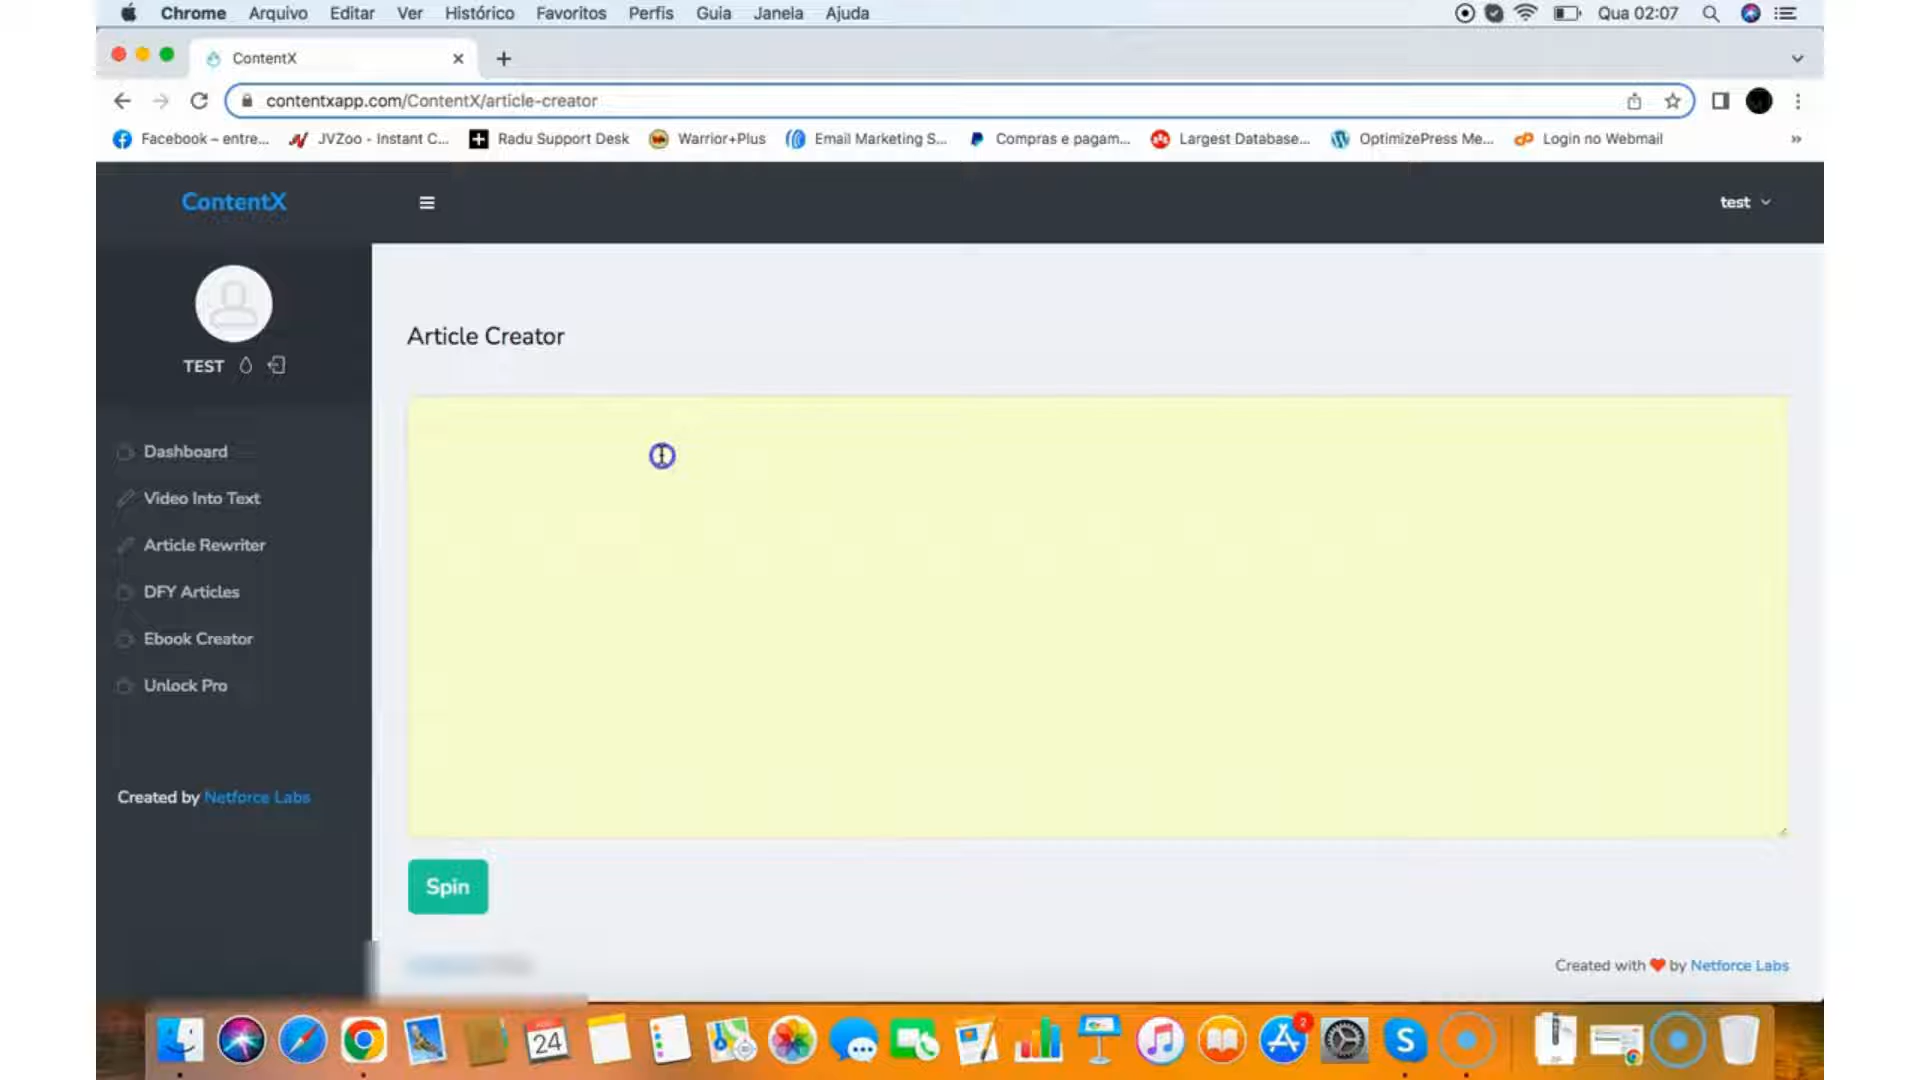 Chrome Arquivo Editar Ver Histórico Favoritos Perfis Guia Janela Ajuda Qua 02:07
ContentX
contentxapp.com/ContentX/article-creator
Facebook – entre... JVZoo - Instant C... Radu Support Desk Warrior+Plus Email Marketing S... Compras e pagam... Largest Database... OptimizePress Me... Login no Webmail »
ContentX test
Article Creator
TEST
Dashboard
Video Into Text
Article Rewriter
DFY Articles
Ebook Creator
Unlock Pro
Created by Netforce Labs
Spin
Created with ❤ by Netforce Labs
24
2